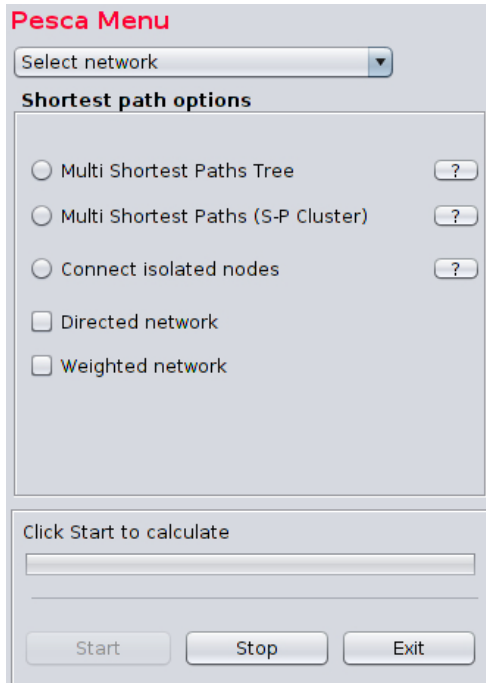 Pesca Menu
Select network
Shortest path options
Multi Shortest Paths Tree ?
Multi Shortest Paths (S-P Cluster) ?
Connect isolated nodes ?
Directed network
Weighted network
Click Start to calculate
Start Stop Exit